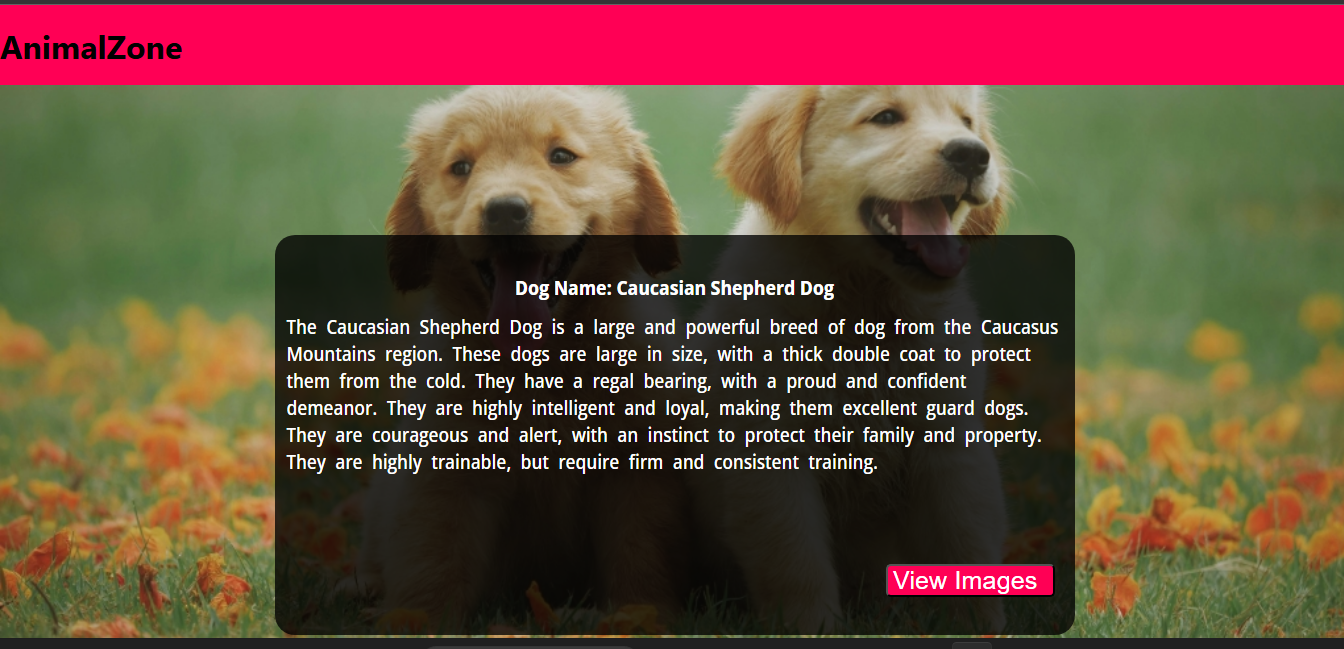 AnimalZone
Dog Name: Caucasian Shepherd Dog
The Caucasian Shepherd Dog is a large and powerful breed of dog from the Caucasus
Mountains region. These dogs are large in size, with a thick double coat to protect
them from the cold. They have a regal bearing, with a proud and confident
demeanor. They are highly intelligent and loyal, making them excellent guard dogs.
They are courageous and alert, with an instinct to protect their family and property.
They are highly trainable, but require firm and consistent training.
View Images